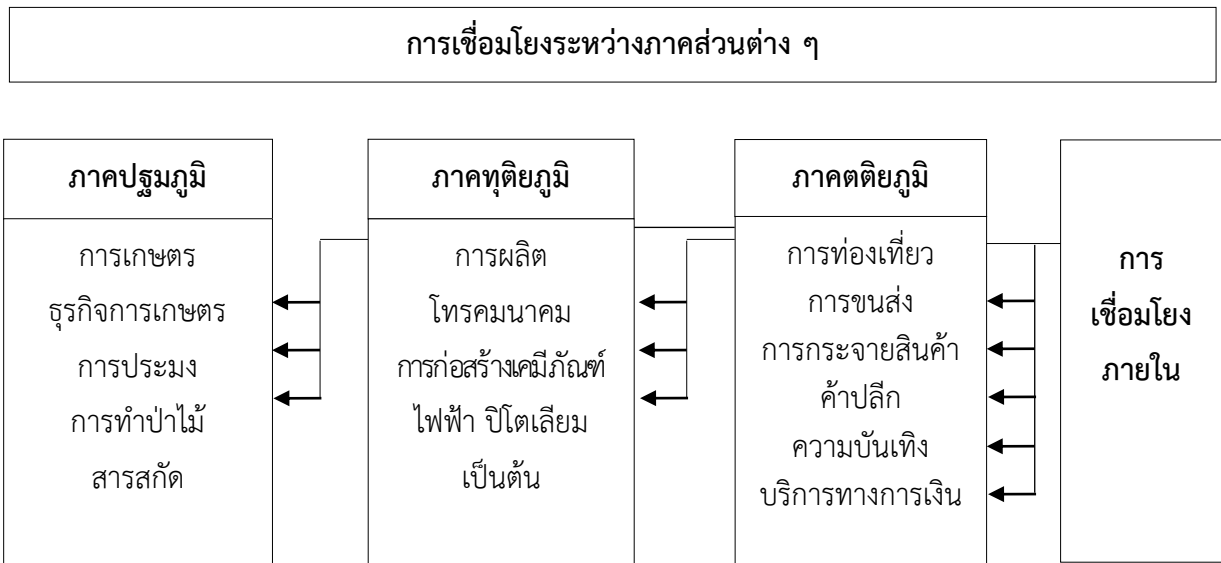 การเชื่อมโยงระหว่างภาคส่วนต่าง ๆ
ภาคปฐมภูมิ
การเกษตร
ธุรกิจการเกษตร
การประมง
การทำป่าไม้
สารสกัด
ภาคทุติยภูมิ
การผลิต
โทรคมนาคม
การก่อสร้างเคมีภัณฑ์
ไฟฟ้า ปิโตเลียม
เป็นต้น
ภาคตติยภูมิ
การท่องเที่ยว
การขนส่ง
การกระจายสินค้า
ค้าปลีก
ความบันเทิง
บริการทางการเงิน
การ
เชื่อมโยง
ภายใน